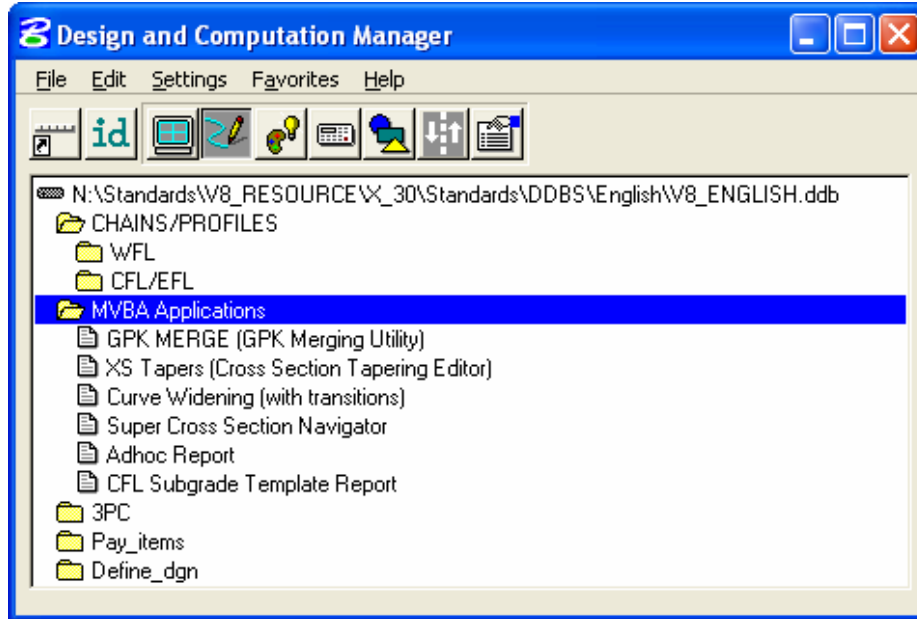 Design and Computation Manager
File Edit Settings Favorites Help
id
N:\Standards\V8_RESOURCE\X_30\Standards\DDBS\English\V8_ENGLISH.ddb
CHAINS/PROFILES
WFL
CFL/EFL
MVBA Applications
GPK MERGE (GPK Merging Utility)
XS Tapers (Cross Section Tapering Editor)
Curve Widening (with transitions)
Super Cross Section Navigator
Adhoc Report
CFL Subgrade Template Report
3PC
Pay_items
Define_dgn